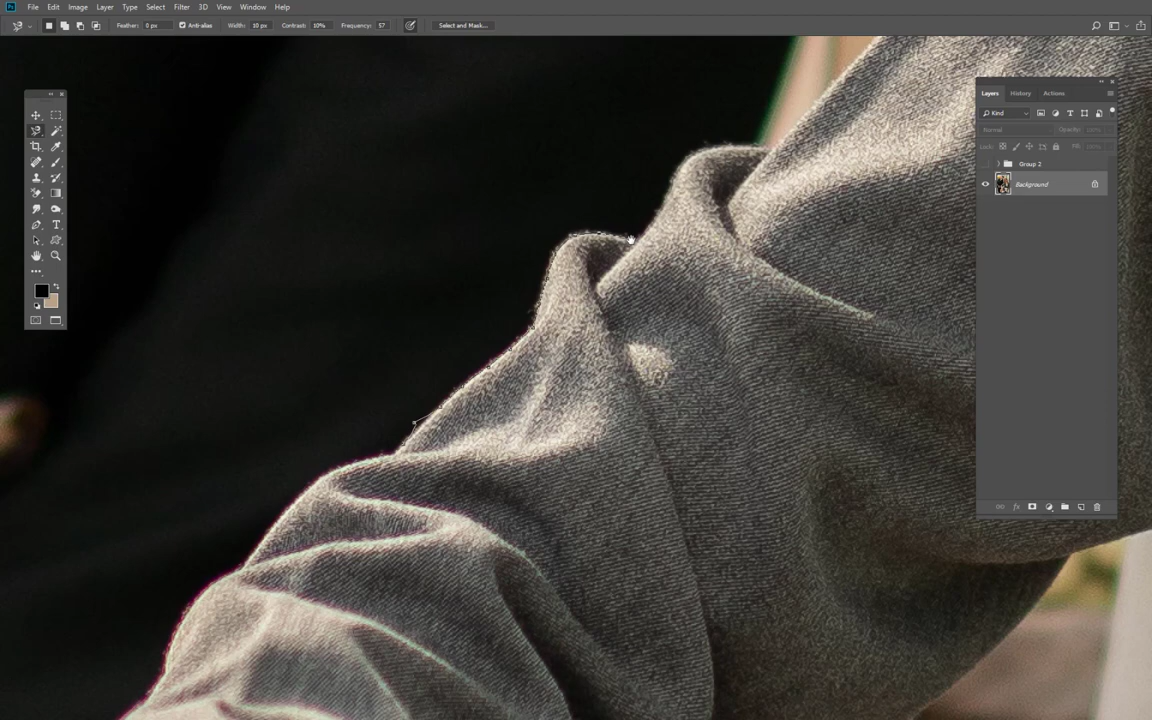 Ps File Edit Image Layer Type Select Filter 3D View Window Help
Feather: 0 px Anti-alias Width: 10 px Contrast: 10% Frequency: 57 Select and Mask...
Layers History Actions
Kind
Normal Opacity: 100%
Lock: Fill: 100%
Group 2
Background